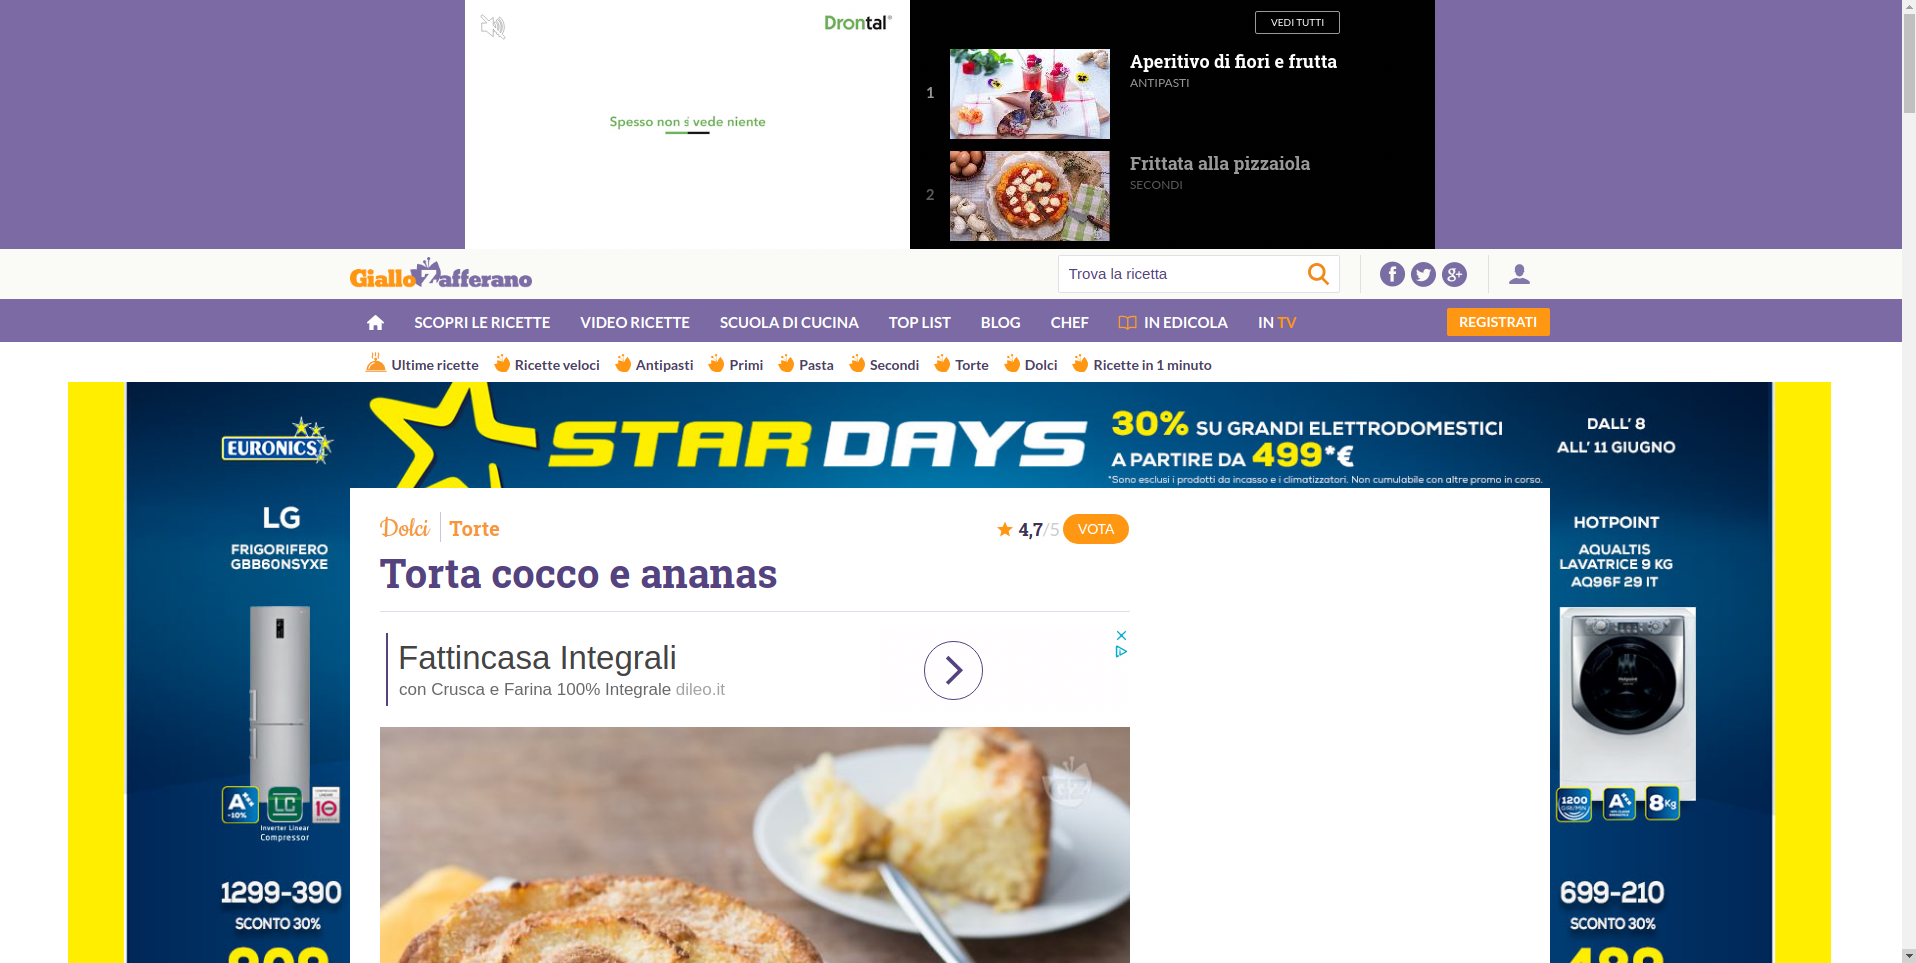 Drontal
Spesso non si vede niente
VEDI TUTTI
1
Aperitivo di fiori e frutta
ANTIPASTI
2
Frittata alla pizzaiola
SECONDI
GialloZafferano
Trova la ricetta
SCOPRI LE RICETTE VIDEO RICETTE SCUOLA DI CUCINA TOP LIST BLOG CHEF IN EDICOLA IN TV REGISTRATI
Ultime ricette Ricette veloci Antipasti Primi Pasta Secondi Torte Dolci Ricette in 1 minuto
EURONICS
STAR DAYS
30% SU GRANDI ELETTRODOMESTICI
A PARTIRE DA 499*€
*Sono esclusi i prodotti da incasso e i climatizzatori. Non cumulabile con altre promo in corso.
DALL' 8
ALL' 11 GIUGNO
LG
FRIGORIFERO
GBB60NSYXE
A
-10%
LC
10
Inverter Linear
Compressor
1299-390
SCONTO 30%
Dolci Torte
4,7/5 VOTA
Torta cocco e ananas
Fattincasa Integrali
con Crusca e Farina 100% Integrale dileo.it
HOTPOINT
AQUALTIS
LAVATRICE 9 KG
AQ96F 29 IT
1200
A
8Kg
699-210
SCONTO 30%